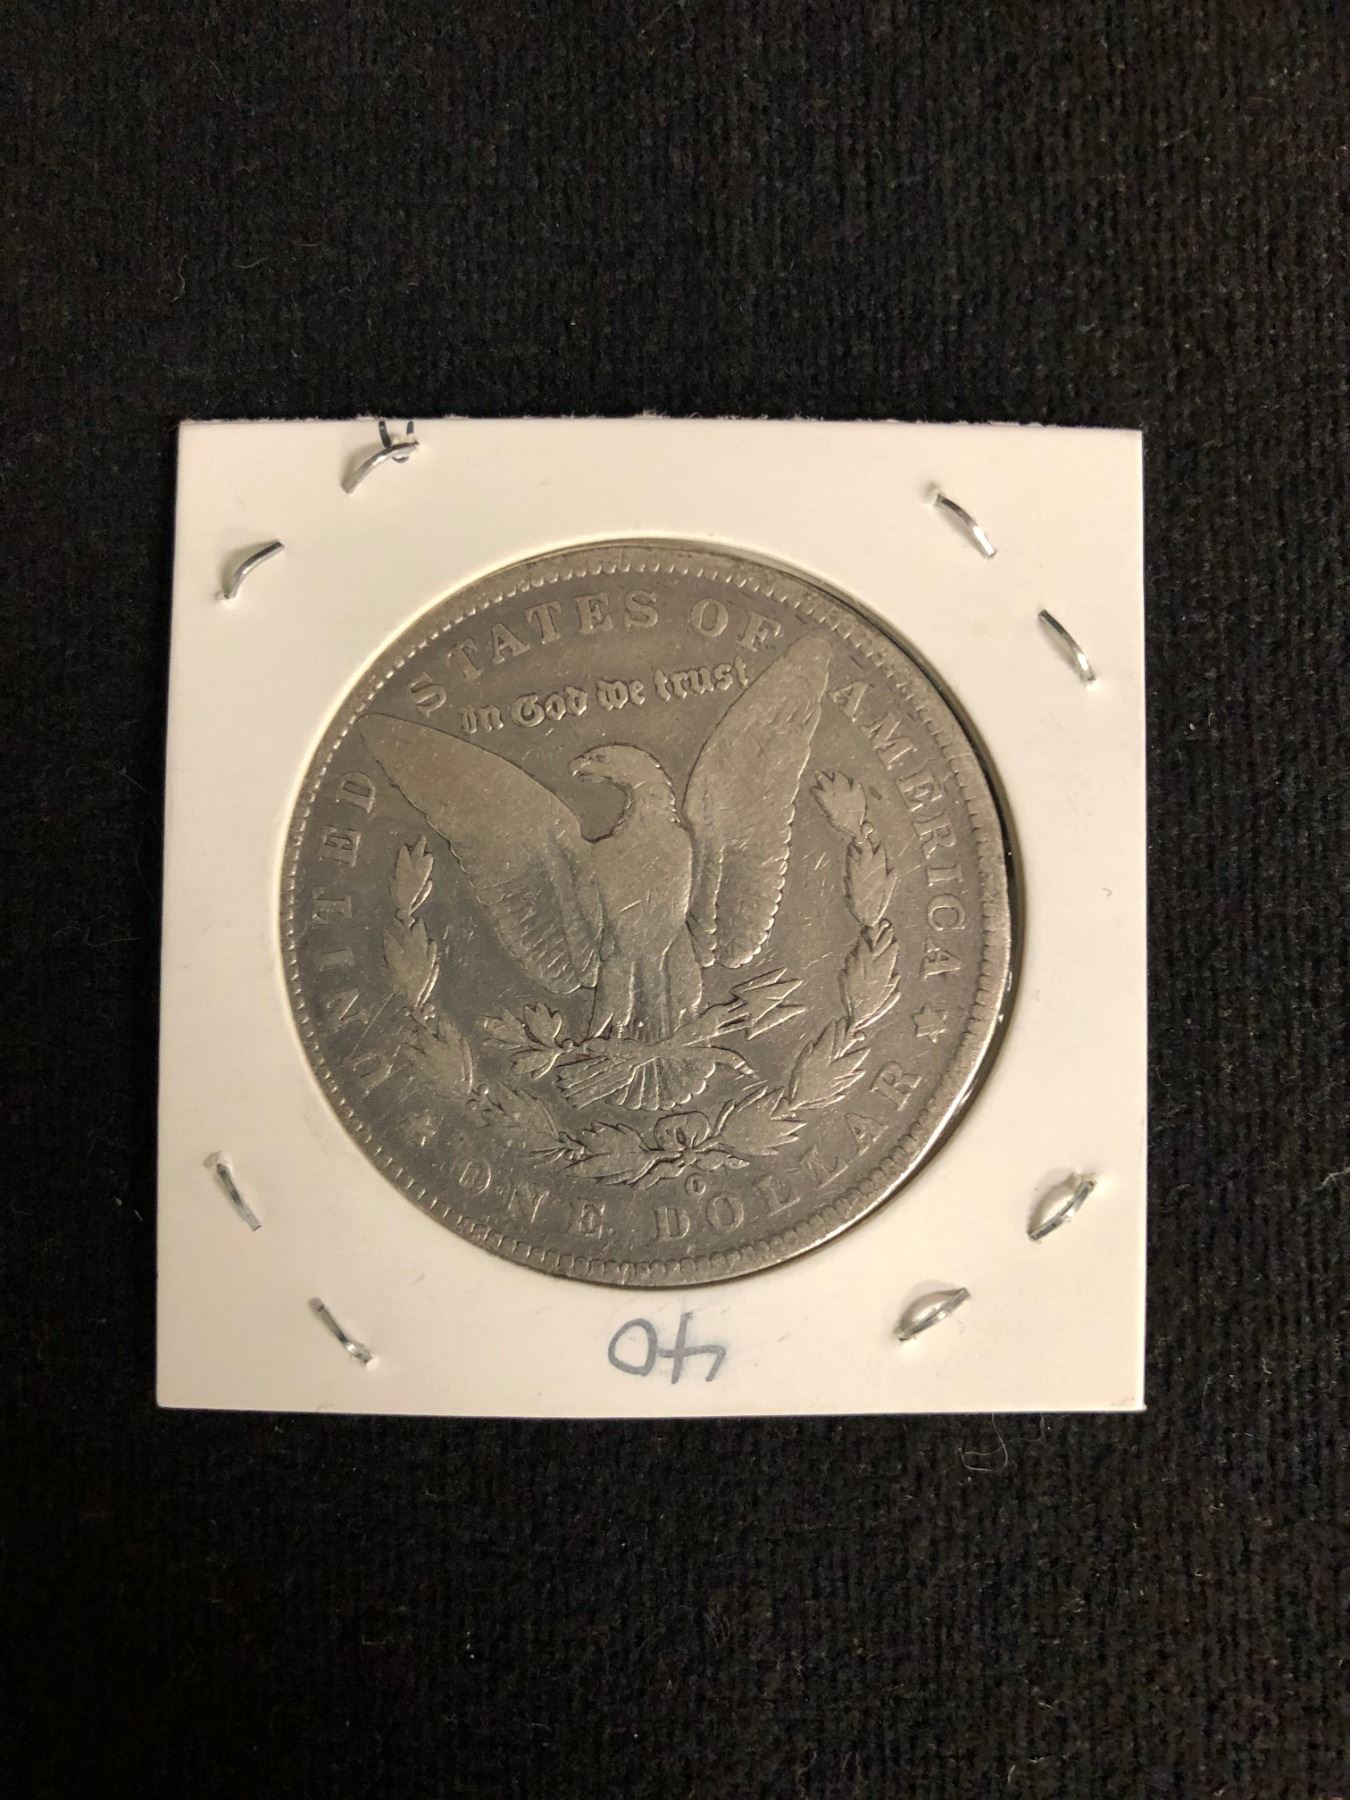 UNITED STATES OF AMERICA
In God we trust
O
ONE DOLLAR
40